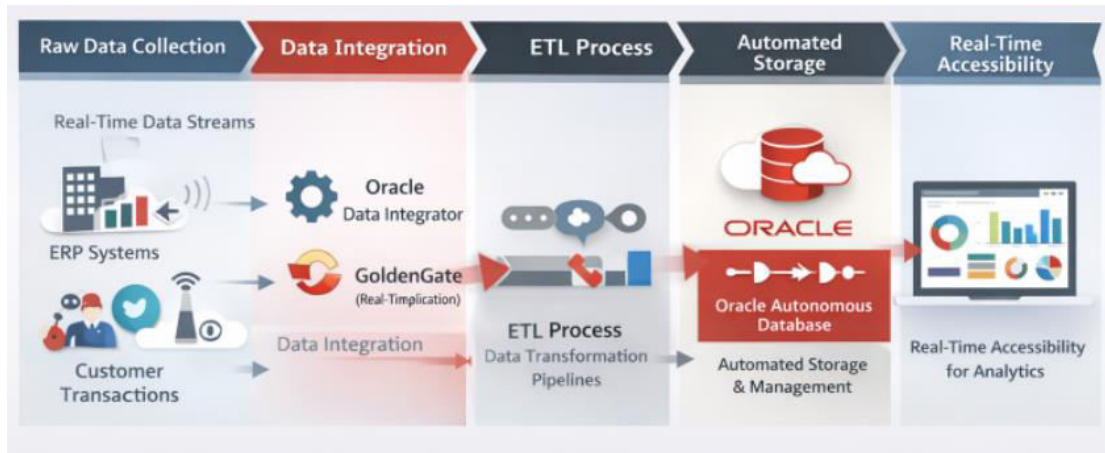 Raw Data Collection
Data Integration
ETL Process
Automated
Storage
Real-Time
Accessibility
Real-Time Data Streams
ERP Systems
Customer
Transactions
Oracle
Data Integrator
GoldenGate
(Real-Timplication)
Data Integration
ETL Process
Data Transformation
Pipelines
ORACLE
Oracle Autonomous
Database
Automated Storage
& Management
Real-Time Accessibility
for Analytics